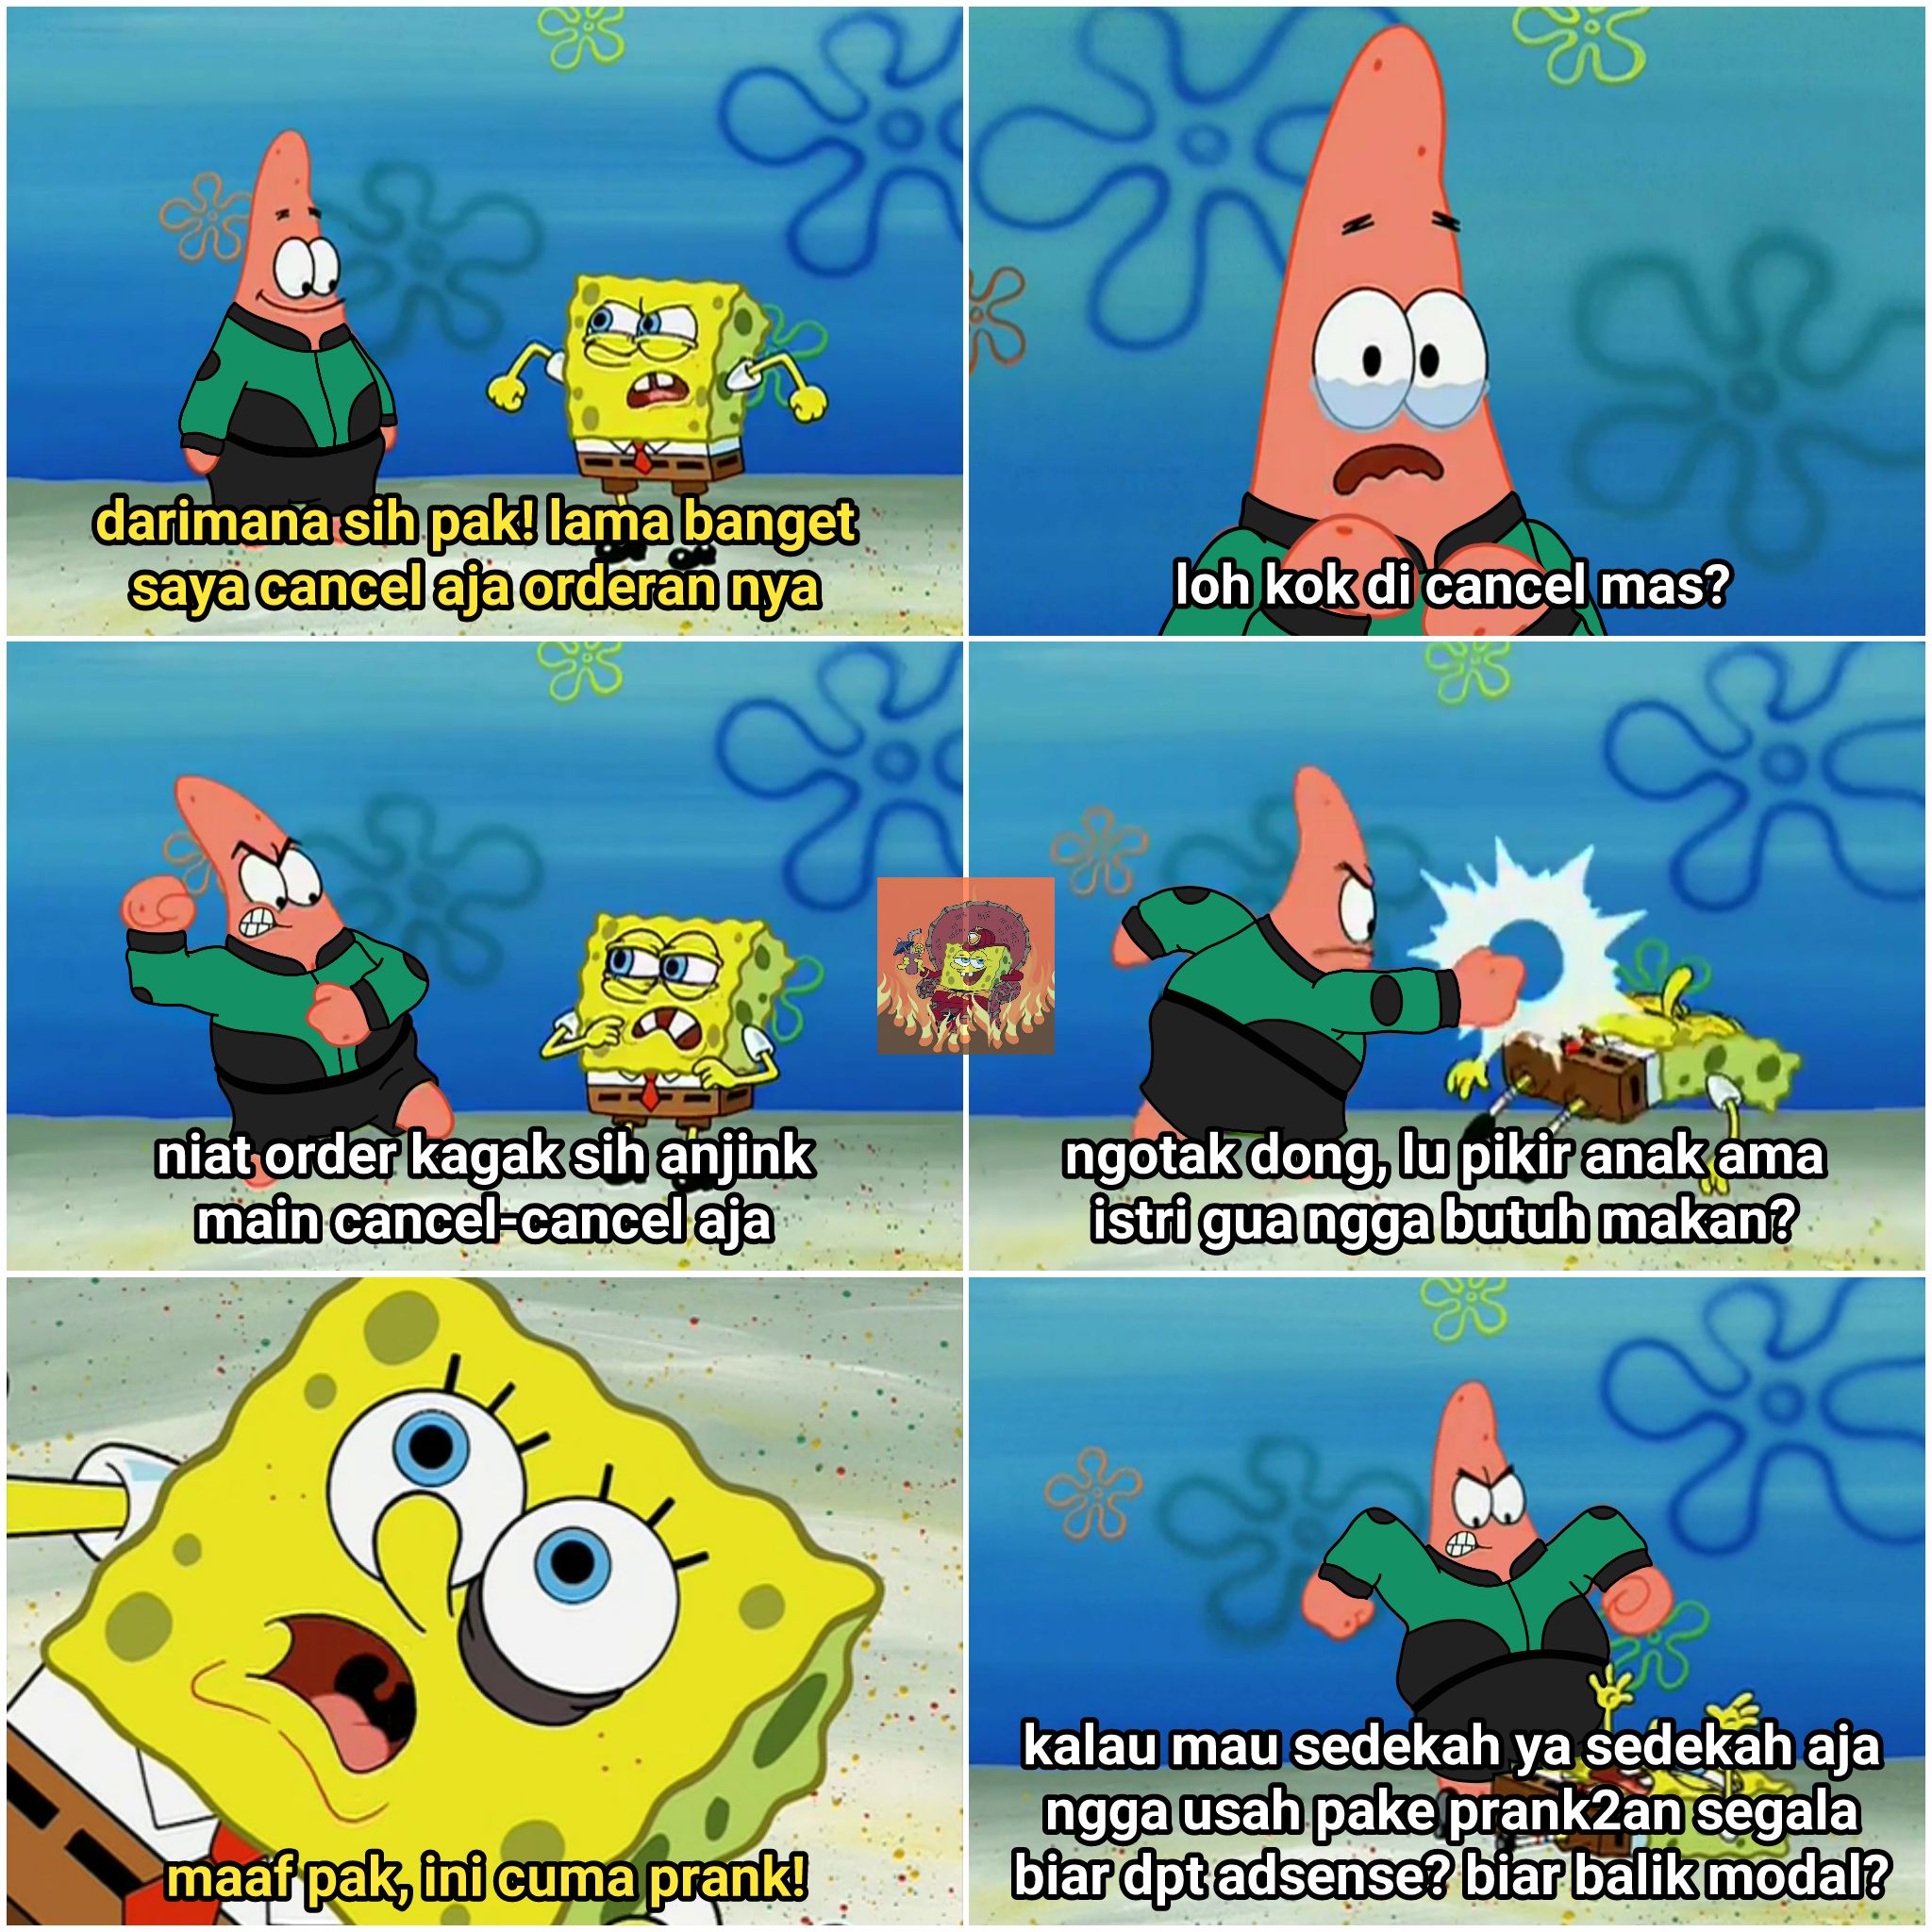 darimana sih pak! lama banget
saya cancel aja orderan nya
loh kok di cancel mas?
niat order kagak sih anjink
main cancel-cancel aja
ngotak dong, lu pikir anak ama
istri gua ngga butuh makan?
maaf pak, ini cuma prank!
kalau mau sedekah ya sedekah aja
ngga usah pake prank2an segala
biar dpt adsense? biar balik modal?